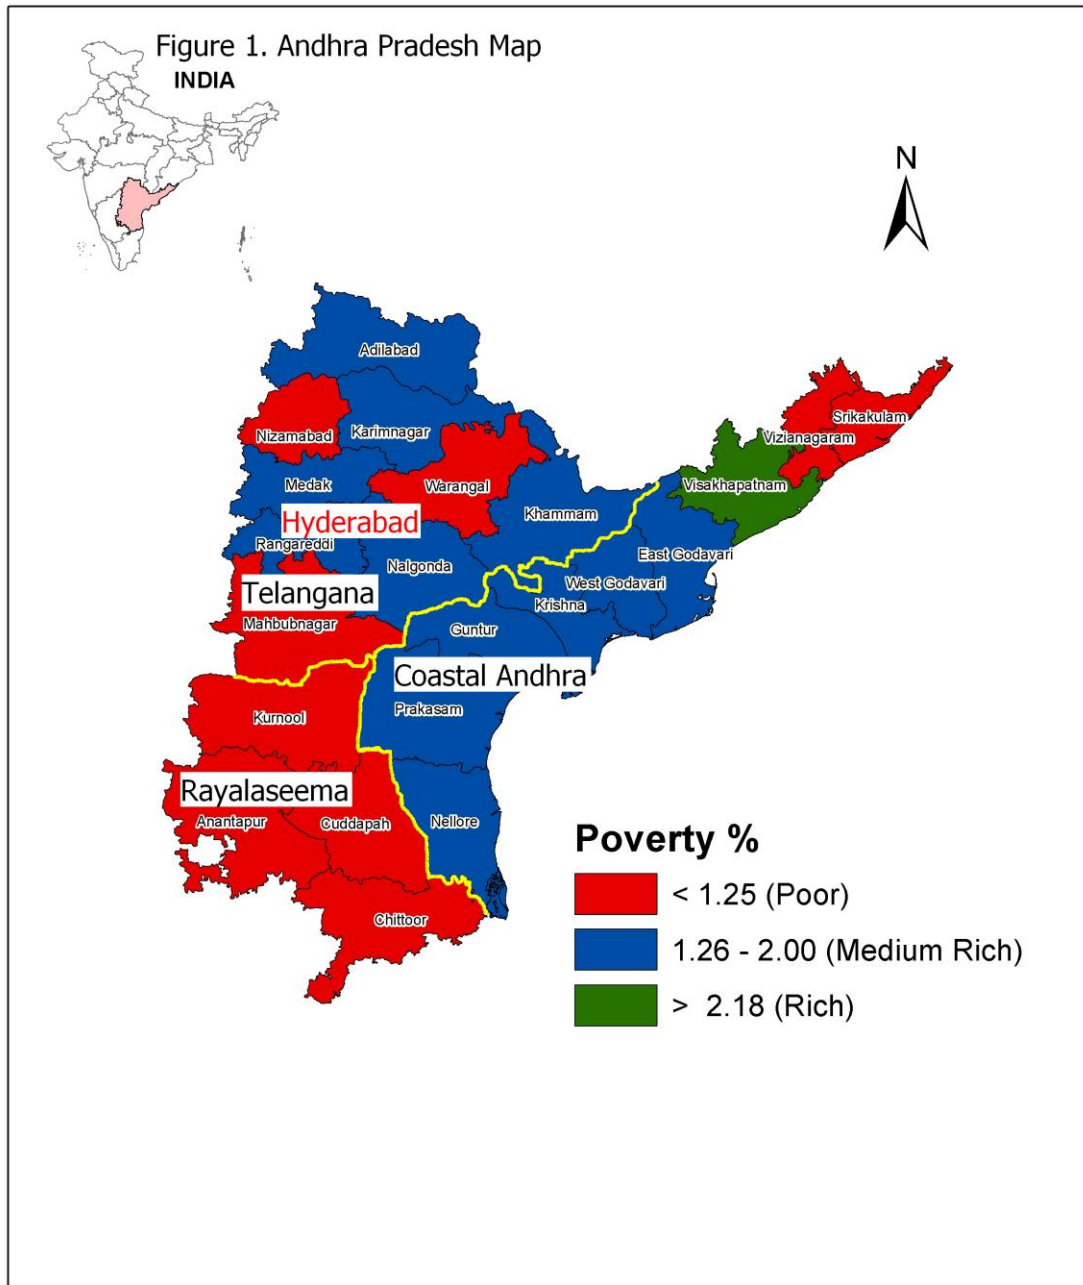 Figure 1. Andhra Pradesh Map
INDIA
N
Adilabad
Nizamabad
Karimnagar
Srikakulam
Vizianagaram
Medak
Warangal
Visakhapatnam
Hyderabad
Khammam
Rangareddi
East Godavari
Nalgonda
West Godavari
Telangana
Krishna
Mahbubnagar
Guntur
Coastal Andhra
Prakasam
Kurnool
Rayalaseema
Anantapur
Cuddapah
Nellore
Chittoor
Poverty %
< 1.25 (Poor)
1.26 - 2.00 (Medium Rich)
> 2.18 (Rich)